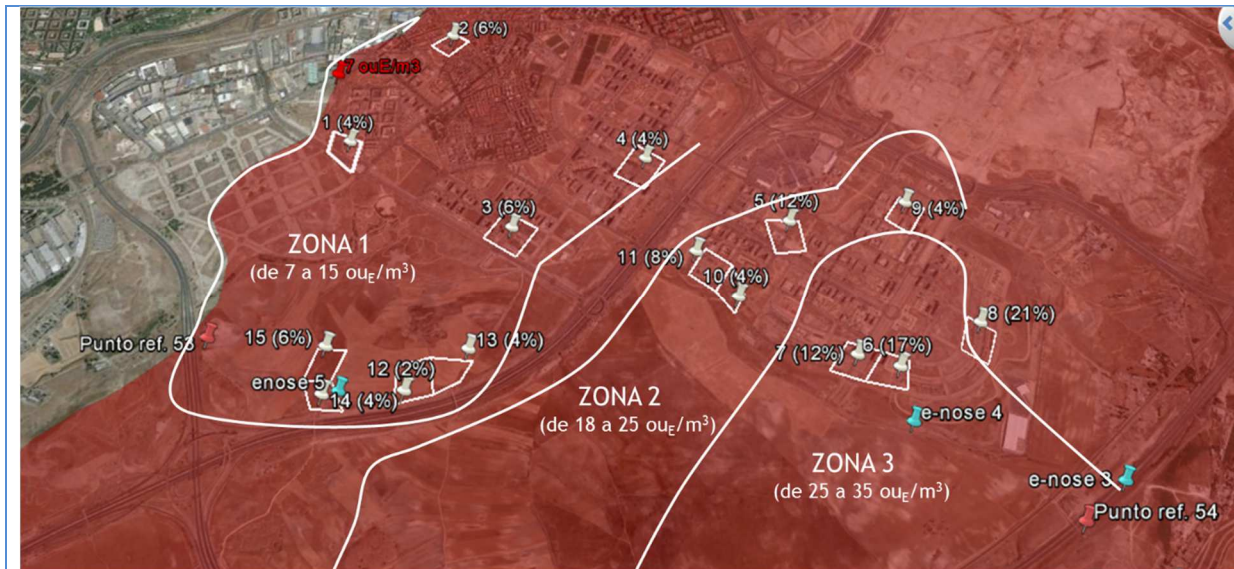 2 (6%)
7 ouE/m3
1 (4%)
4 (4%)
3 (6%)
5 (12%)
9 (4%)
ZONA 1
(de 7 a 15 ouE/m³)
11 (8%)
10 (4%)
8 (21%)
Punto ref. 53
15 (6%)
13 (4%)
7 (12%)
6 (17%)
enose 5
12 (2%)
14 (4%)
ZONA 2
(de 18 a 25 ouE/m³)
e-nose 4
ZONA 3
(de 25 a 35 ouE/m³)
e-nose 3
Punto ref. 54